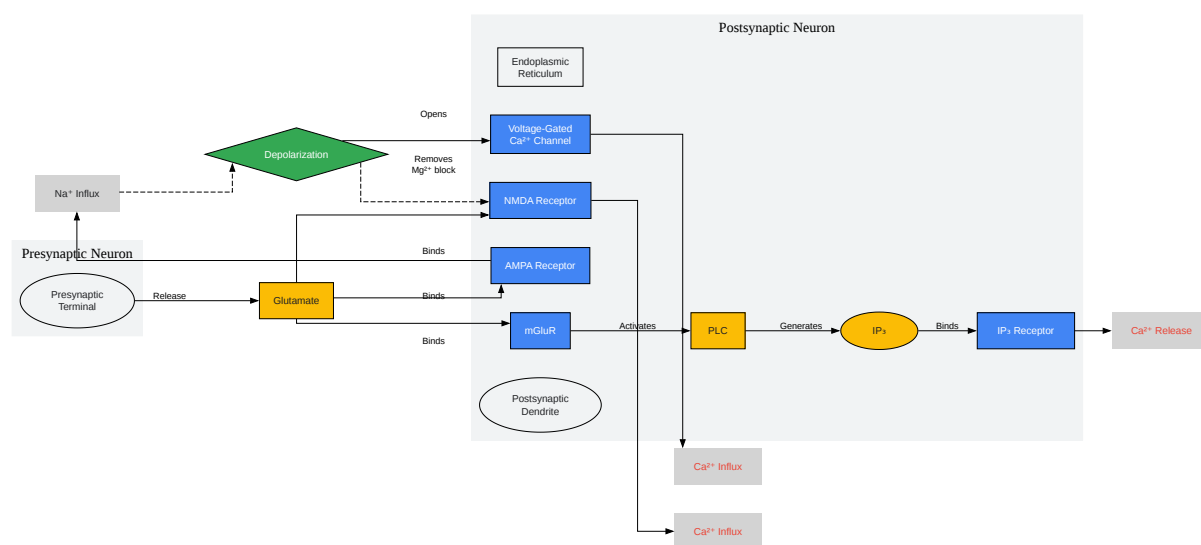 Postsynaptic Neuron
Endoplasmic
Reticulum
Opens
Voltage-Gated
Ca²⁺ Channel
Depolarization
Removes
Mg²⁺ block
Na⁺ Influx
NMDA Receptor
Presynaptic Neuron
Binds
AMPA Receptor
Presynaptic
Terminal
Release
Glutamate
Binds
mGluR
Activates
PLC
Generates
IP₃
Binds
IP₃ Receptor
Ca²⁺ Release
Binds
Postsynaptic
Dendrite
Ca²⁺ Influx
Ca²⁺ Influx